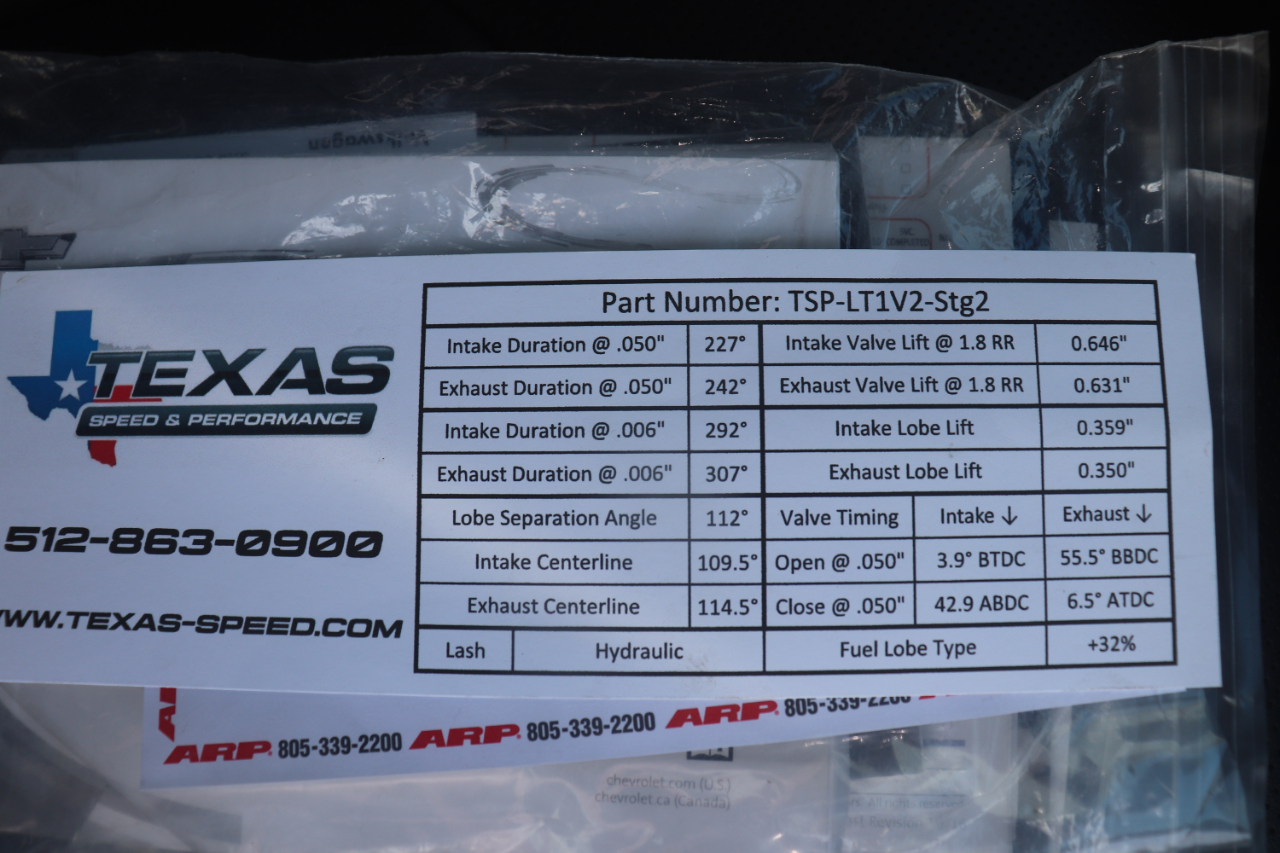 Part Number: TSP-LT1V2-Stg2
Intake Duration @ .050" 227° Intake Valve Lift @ 1.8 RR 0.646"
Exhaust Duration @ .050" 242° Exhaust Valve Lift @ 1.8 RR 0.631"
Intake Duration @ .006" 292° Intake Lobe Lift 0.359"
Exhaust Duration @ .006" 307° Exhaust Lobe Lift 0.350"
Lobe Separation Angle 112° Valve Timing Intake ↓ Exhaust ↓
Intake Centerline 109.5° Open @ .050" 3.9° BTDC 55.5° BBDC
Exhaust Centerline 114.5° Close @ .050" 42.9 ABDC 6.5° ATDC
Lash Hydraulic Fuel Lobe Type +32%
TEXAS
SPEED & PERFORMANCE
512-863-0900
WWW.TEXAS-SPEED.COM
ARP 805-339-2200 ARP 805-339-2200 ARP 805-339-2200
chevrolet.com (U.S.)
chevrolet.ca (Canada)